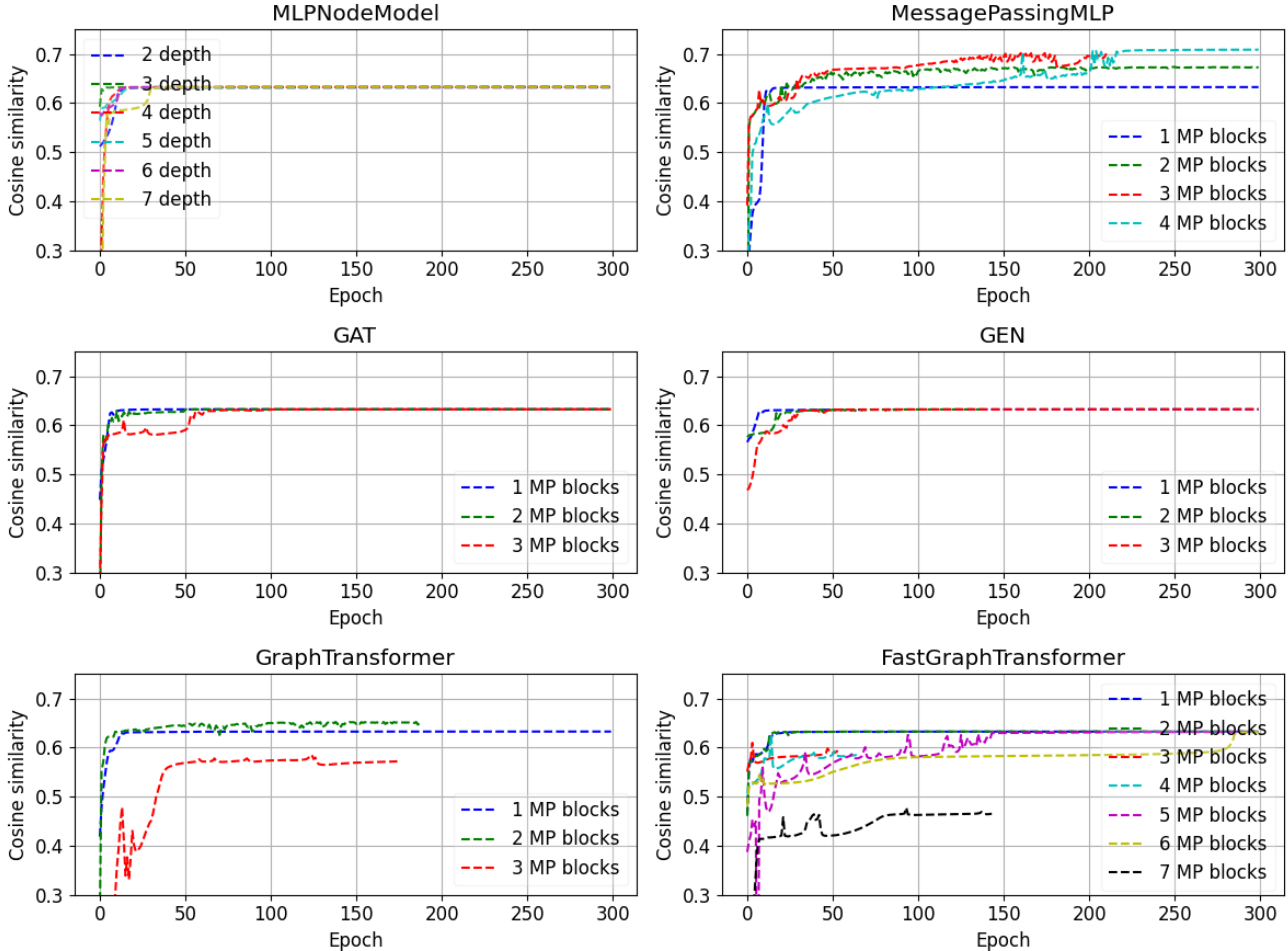 MLPNodeModel
Cosine similarity
0.7
0.6
0.5
0.4
0.3
2 depth
3 depth
4 depth
5 depth
6 depth
7 depth
0 50 100 150 200 250 300
Epoch
MessagePassingMLP
Cosine similarity
0.7
0.6
0.5
0.4
0.3
1 MP blocks
2 MP blocks
3 MP blocks
4 MP blocks
0 50 100 150 200 250 300
Epoch
GAT
Cosine similarity
0.7
0.6
0.5
0.4
0.3
1 MP blocks
2 MP blocks
3 MP blocks
0 50 100 150 200 250 300
Epoch
GEN
Cosine similarity
0.7
0.6
0.5
0.4
0.3
1 MP blocks
2 MP blocks
3 MP blocks
0 50 100 150 200 250 300
Epoch
GraphTransformer
Cosine similarity
0.7
0.6
0.5
0.4
0.3
1 MP blocks
2 MP blocks
3 MP blocks
0 50 100 150 200 250 300
Epoch
FastGraphTransformer
Cosine similarity
0.7
0.6
0.5
0.4
0.3
1 MP blocks
2 MP blocks
3 MP blocks
4 MP blocks
5 MP blocks
6 MP blocks
7 MP blocks
0 50 100 150 200 250 300
Epoch